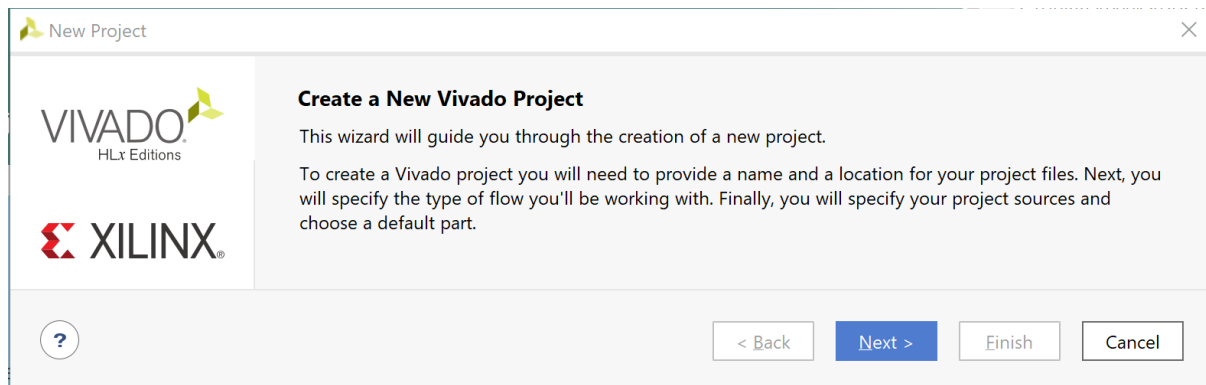 New Project
VIVADO.
HLx Editions
XILINX®
Create a New Vivado Project
This wizard will guide you through the creation of a new project.
To create a Vivado project you will need to provide a name and a location for your project files. Next, you
will specify the type of flow you'll be working with. Finally, you will specify your project sources and
choose a default part.
?
< Back
Next >
Finish
Cancel